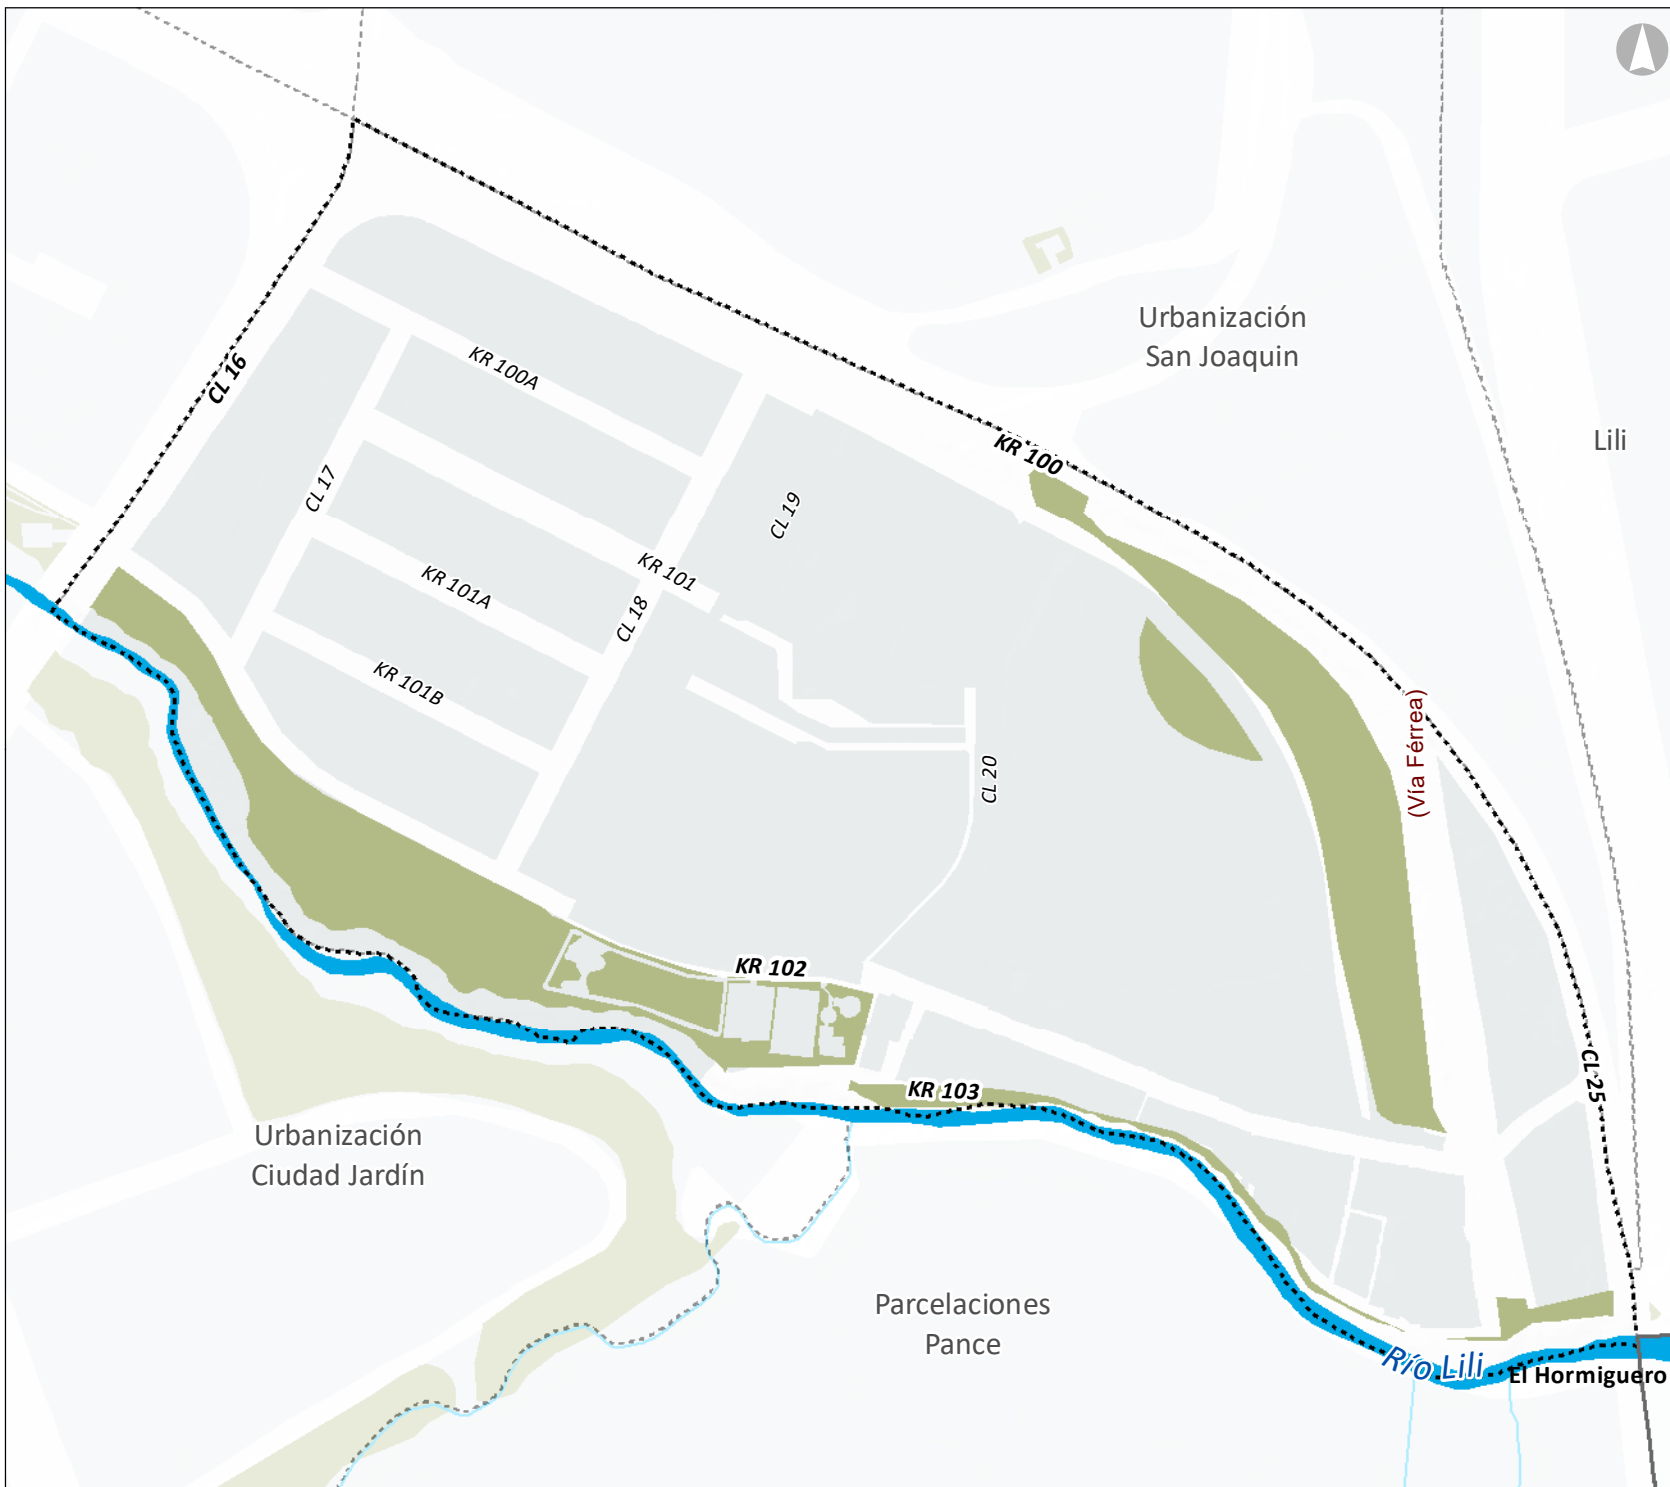 Urbanización
San Joaquin
Lili
CL 16
KR 100A
KR 100
CL 17
CL 19
KR 101
KR 101A
CL 18
KR 101B
(Vía Férrea)
CL 20
KR 102
KR 103
CL 25
Urbanización
Ciudad Jardín
Parcelaciones
Pance
Río Lili
El Hormiguero